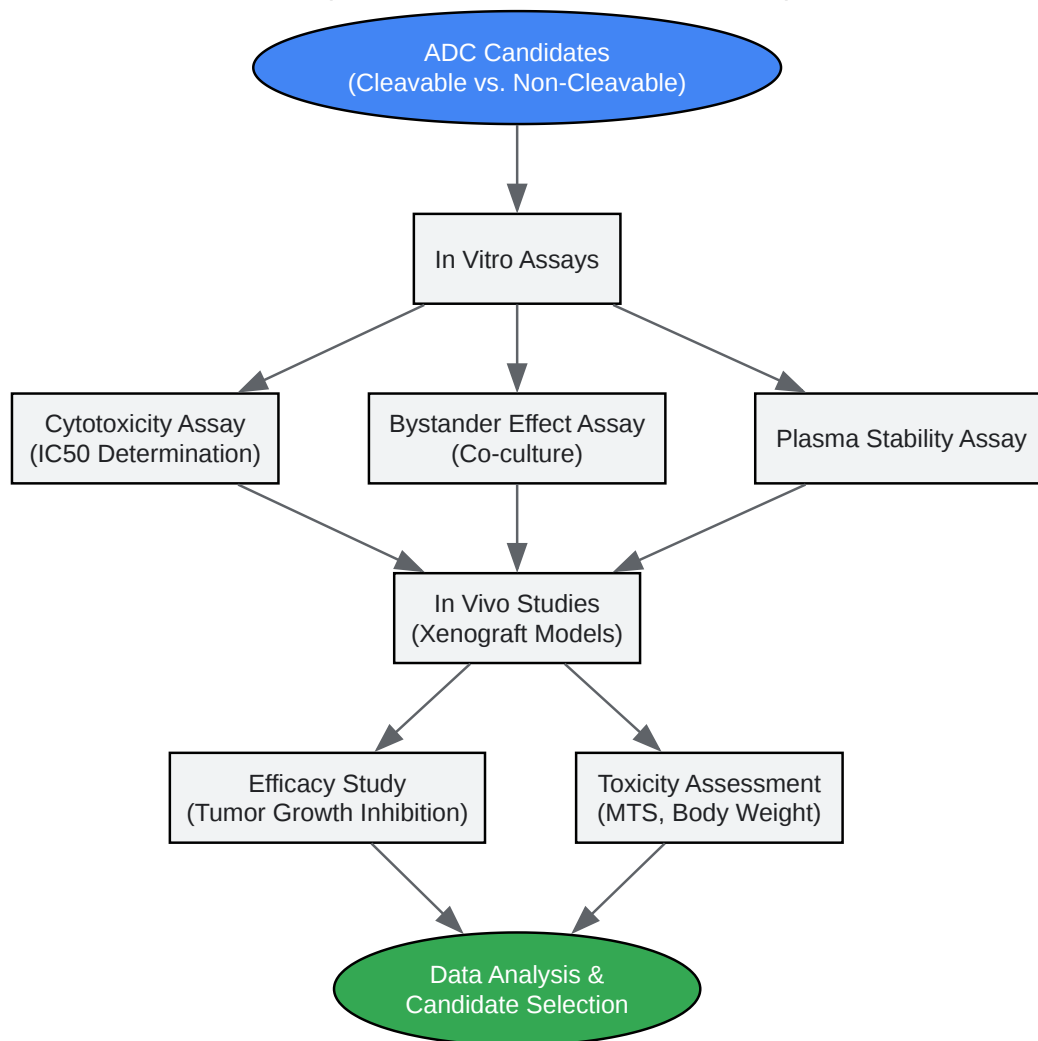 ADC Candidates
(Cleavable vs. Non-Cleavable)
In Vitro Assays
Cytotoxicity Assay
(IC50 Determination)
Bystander Effect Assay
(Co-culture)
Plasma Stability Assay
In Vivo Studies
(Xenograft Models)
Efficacy Study
(Tumor Growth Inhibition)
Toxicity Assessment
(MTS, Body Weight)
Data Analysis &
Candidate Selection